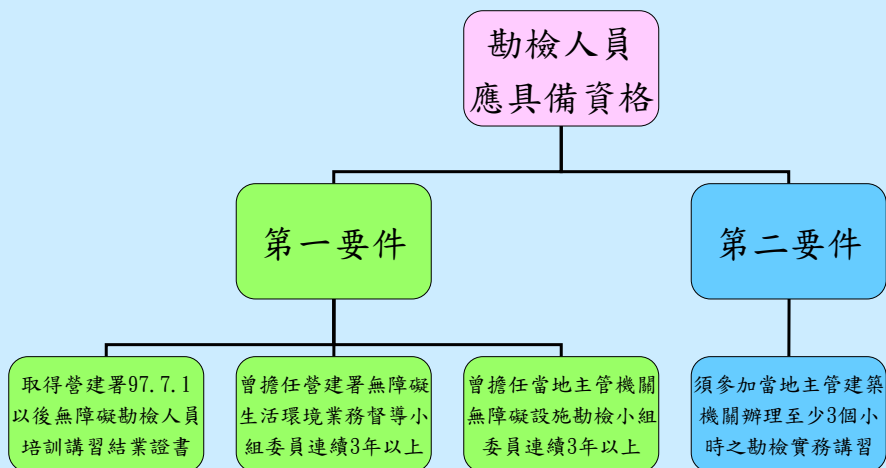 勘檢人員
應具備資格
第一要件
第二要件
取得營建署97.7.1
以後無障礙勘檢人員
培訓講習結業證書
曾擔任營建署無障礙
生活環境業務督導小
組委員連續3年以上
曾擔任當地主管機關
無障礙設施勘檢小組
委員連續3年以上
須參加當地主管建築
機關辦理至少3個小
時之勘檢實務講習